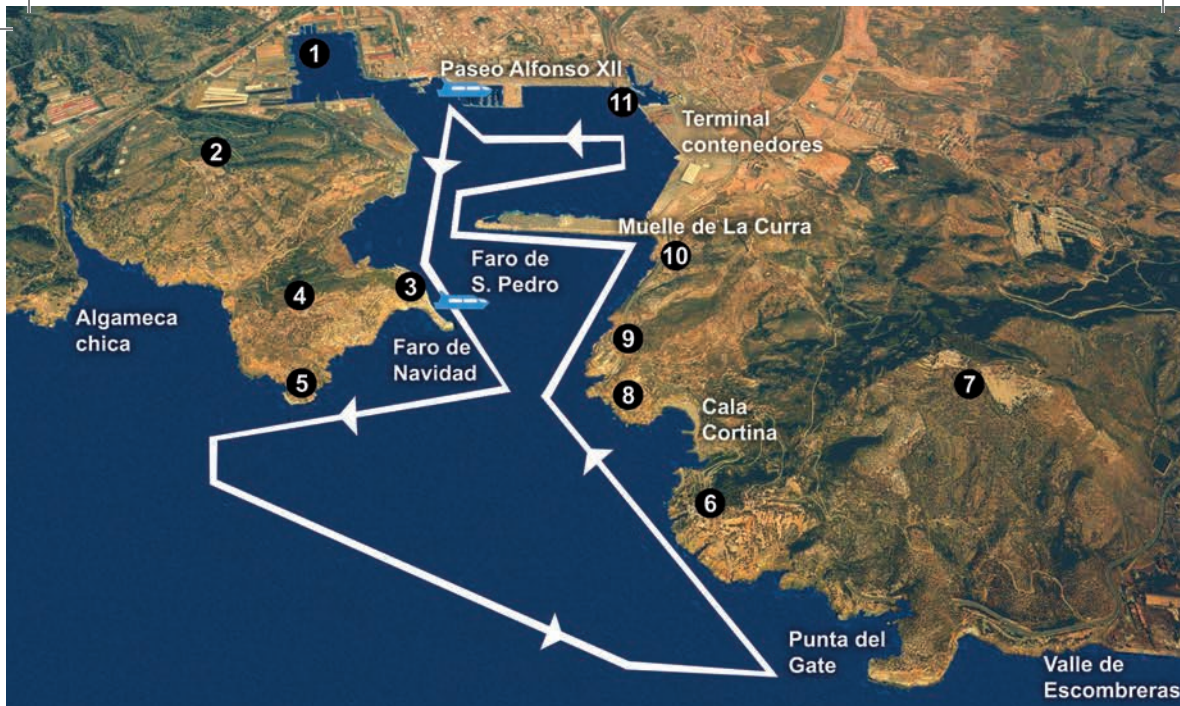 1
Paseo Alfonso XII
11
Terminal
contenedores
2
Muelle de La Curra
10
Faro de
S. Pedro
3
4
Algameca
chica
Faro de
Navidad
9
5
8
7
Cala
Cortina
6
Punta del
Gate
Valle de
Escombreras